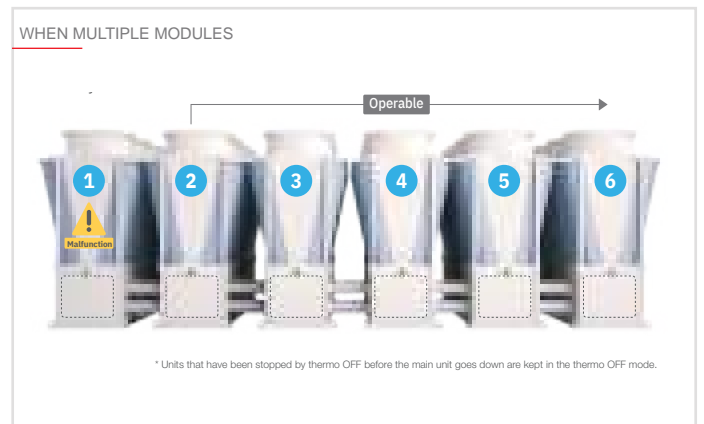 WHEN MULTIPLE MODULES
Operable
1 2 3 4 5 6
Malfunction
* Units that have been stopped by thermo OFF before the main unit goes down are kept in the thermo OFF mode.